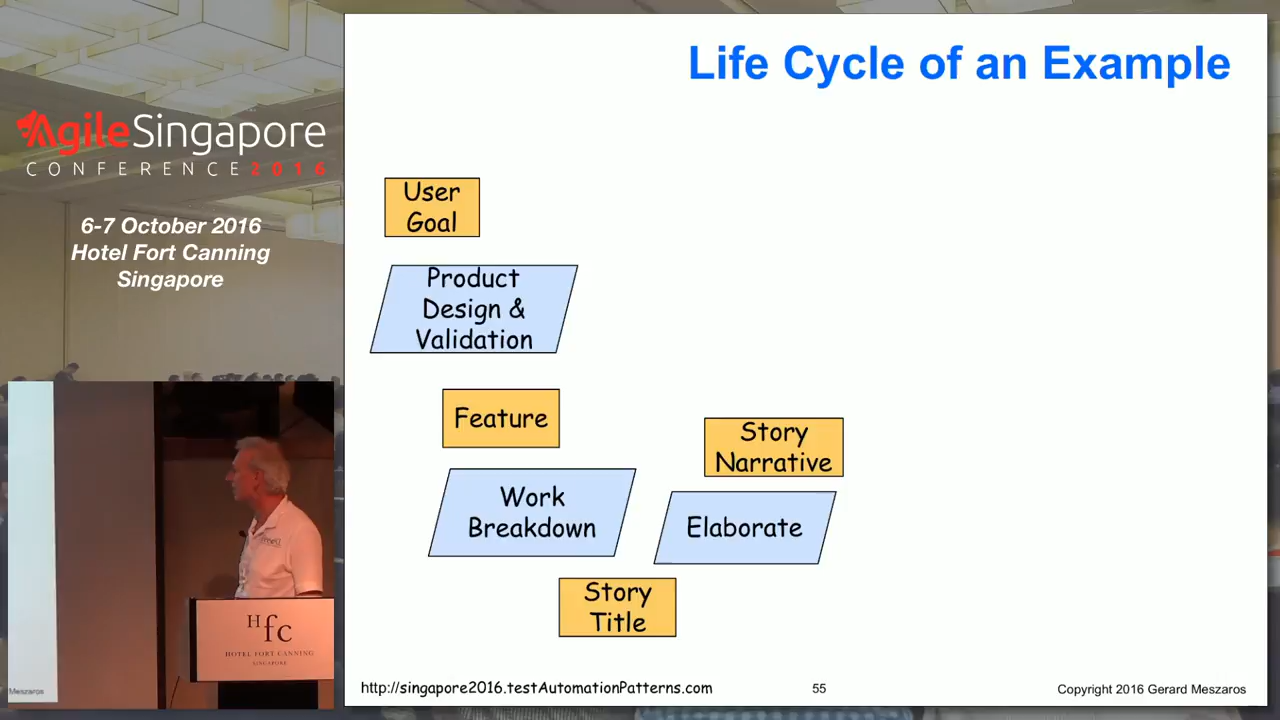 AgileSingapore
CONFERENCE 2016
6-7 October 2016
Hotel Fort Canning
Singapore
Life Cycle of an Example
User
Goal
Product
Design &
Validation
Feature
Work
Breakdown
Story
Title
Story
Narrative
Elaborate
http://singapore2016.testAutomationPatterns.com
55
Copyright 2016 Gerard Meszaros
Hfc
HOTEL FORT CANNING
SINGAPORE
Meszaros